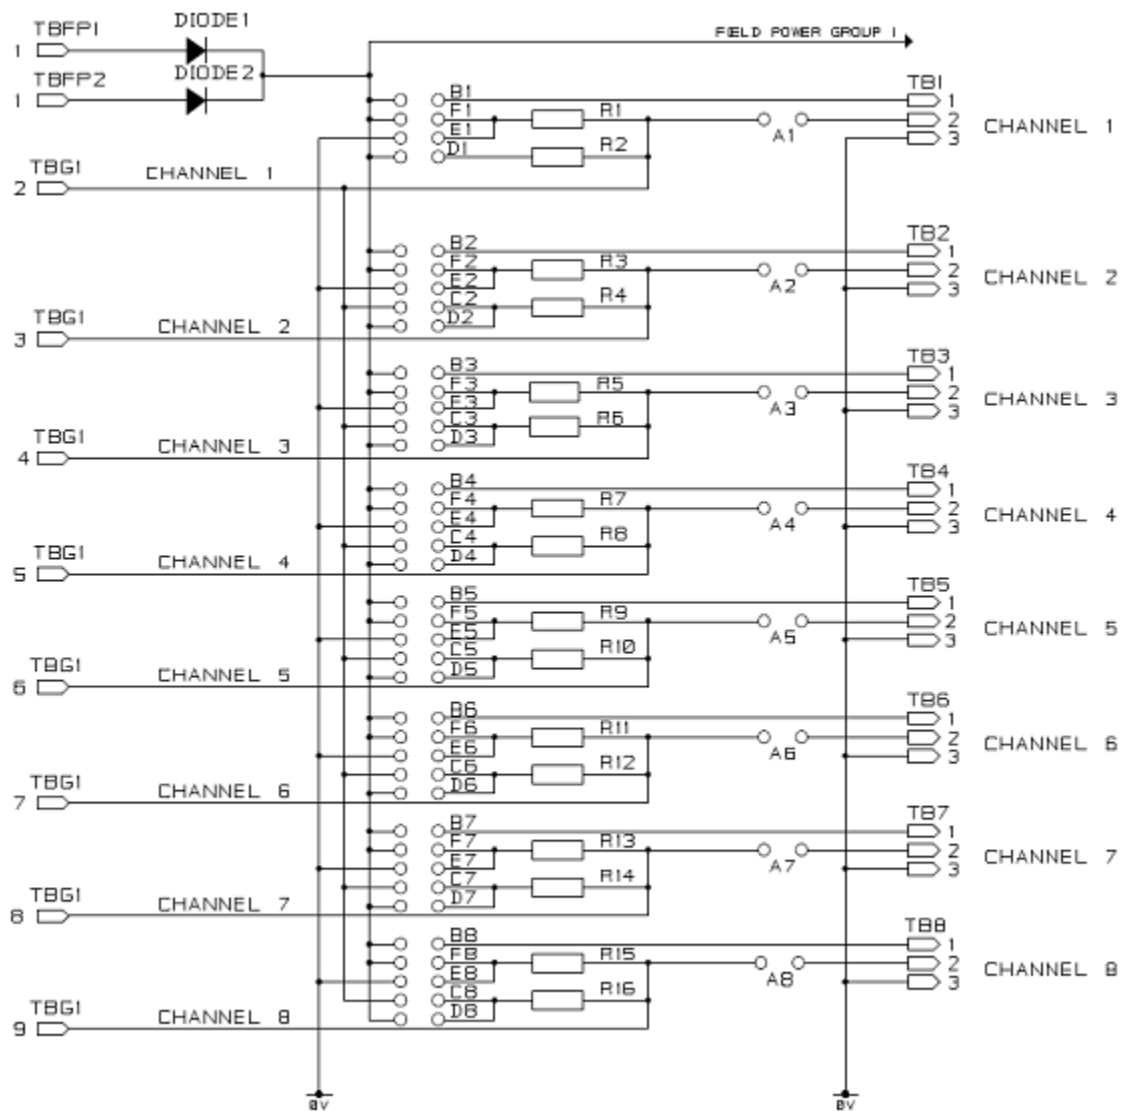 TBFP1
1
DIODE1
TBFP2
1
DIODE2
FIELD POWER GROUP 1
B1
F1
E1
D1
R1
R2
A1
TB1
1
2
3
CHANNEL 1
TBG1
2
CHANNEL 1
B2
F2
E2
C2
D2
R3
R4
A2
TB2
1
2
3
CHANNEL 2
TBG1
3
CHANNEL 2
B3
F3
E3
C3
D3
R5
R6
A3
TB3
1
2
3
CHANNEL 3
TBG1
4
CHANNEL 3
B4
F4
E4
C4
D4
R7
R8
A4
TB4
1
2
3
CHANNEL 4
TBG1
5
CHANNEL 4
B5
F5
E5
C5
D5
R9
R10
A5
TB5
1
2
3
CHANNEL 5
TBG1
6
CHANNEL 5
B6
F6
E6
C6
D6
R11
R12
A6
TB6
1
2
3
CHANNEL 6
TBG1
7
CHANNEL 6
B7
F7
E7
C7
D7
R13
R14
A7
TB7
1
2
3
CHANNEL 7
TBG1
8
CHANNEL 7
B8
F8
E8
C8
D8
R15
R16
A8
TB8
1
2
3
CHANNEL 8
TBG1
9
CHANNEL 8
0V
0V